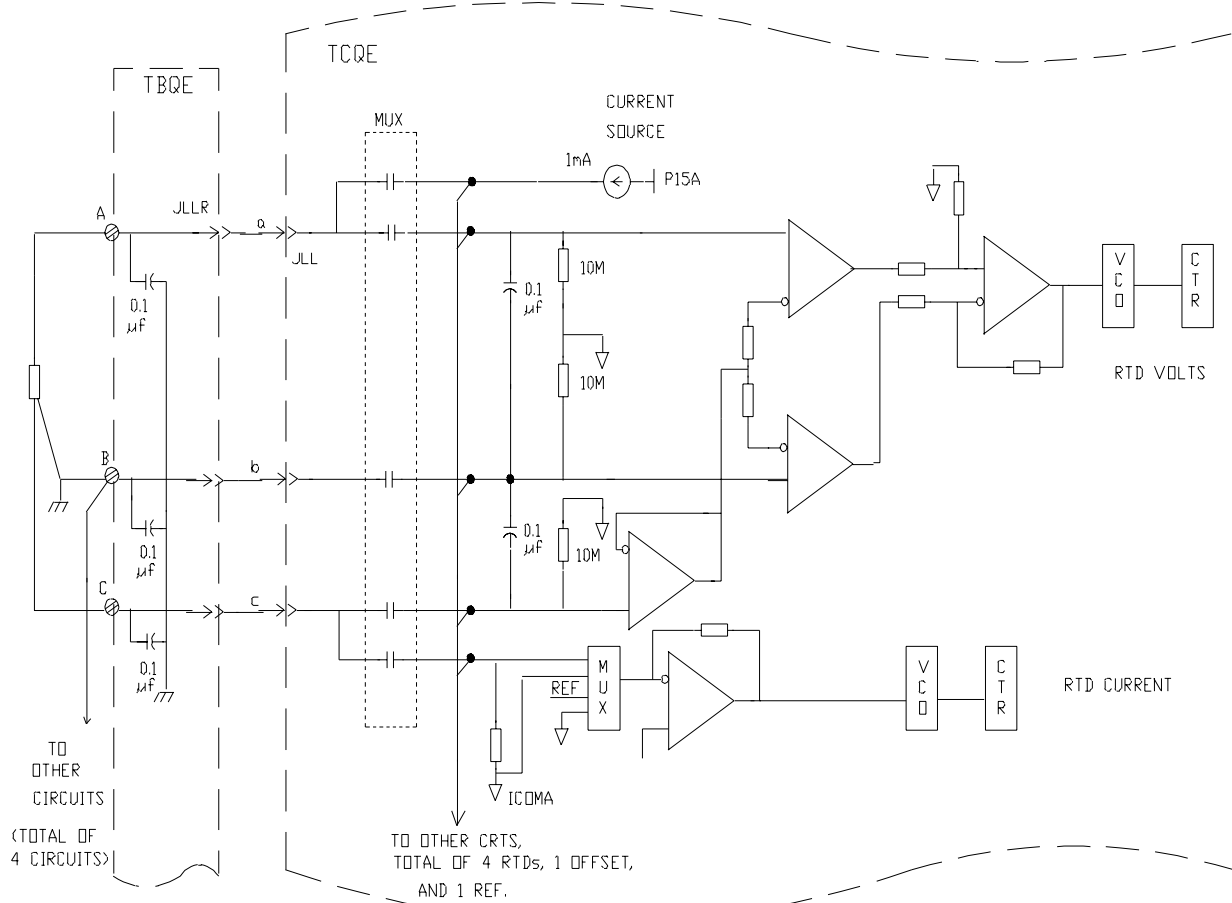 TCQE
TBQE
CURRENT
SOURCE
MUX
1mA
P15A
A
JLLR
a
JLL
10M
0.1
µf
0.1
µf
10M
V
C
O
C
T
R
RTD VOLTS
B
b
0.1
µf
0.1
µf
10M
C
c
0.1
µf
M
U
X
REF
V
C
O
C
T
R
RTD CURRENT
ICOMA
TO
OTHER
CIRCUITS
(TOTAL OF
4 CIRCUITS)
TO OTHER CRTS,
TOTAL OF 4 RTDs, 1 OFFSET,
AND 1 REF.